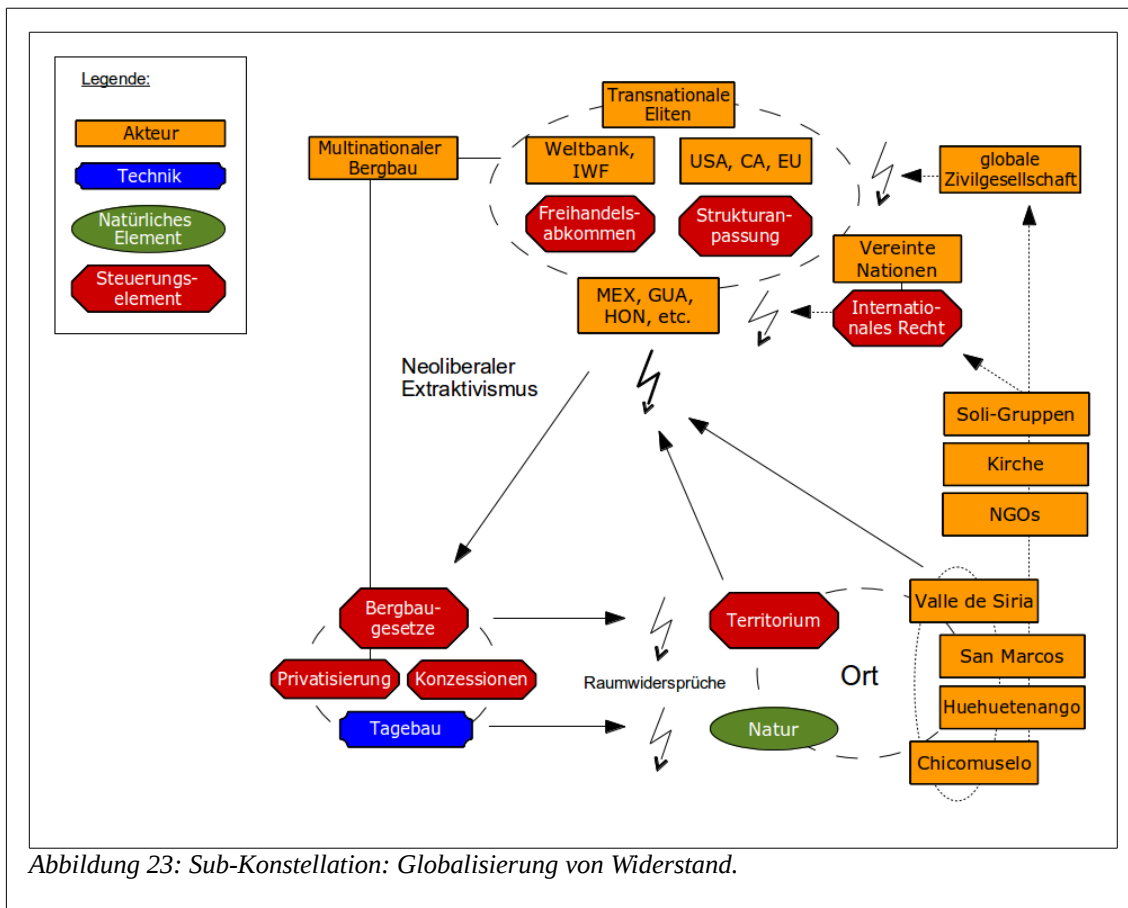 Legende:
Akteur
Technik
Natürliches
Element
Steuerungs-
element
Transnationale
Eliten
Multinationaler
Bergbau
Weltbank,
IWF
USA, CA, EU
globale
Zivilgesellschaft
Freihandels-
abkommen
Strukturan-
passung
Vereinte
Nationen
MEX, GUA,
HON, etc.
Internatio-
nales Recht
Neoliberaler
Extraktivismus
Soli-Gruppen
Kirche
NGOs
Bergbau-
gesetze
Territorium
Valle de Siria
Privatisierung
Konzessionen
Raumwidersprüche
Ort
San Marcos
Huehuetenango
Tagebau
Natur
Chicomuselo
Abbildung 23: Sub-Konstellation: Globalisierung von Widerstand.